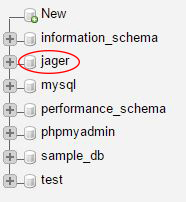 New
information_schema
jager
mysql
performance_schema
phpmyadmin
sample_db
test